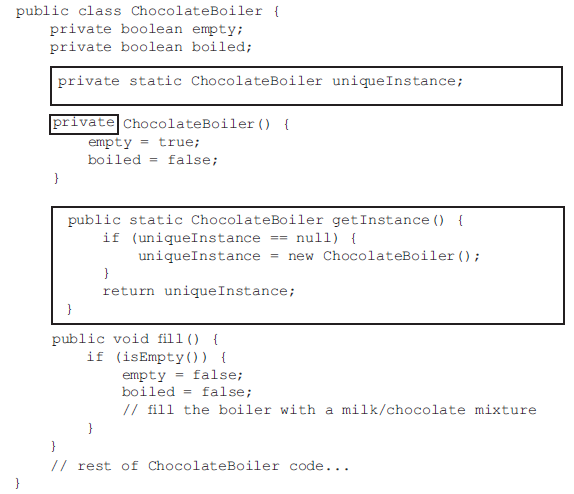 public class ChocolateBoiler {
    private boolean empty;
    private boolean boiled;
    private static ChocolateBoiler uniqueInstance;
    private ChocolateBoiler() {
        empty = true;
        boiled = false;
    }
    public static ChocolateBoiler getInstance() {
        if (uniqueInstance == null) {
            uniqueInstance = new ChocolateBoiler();
        }
        return uniqueInstance;
    }
    public void fill() {
        if (isEmpty()) {
            empty = false;
            boiled = false;
            // fill the boiler with a milk/chocolate mixture
        }
    }
    // rest of ChocolateBoiler code...
}